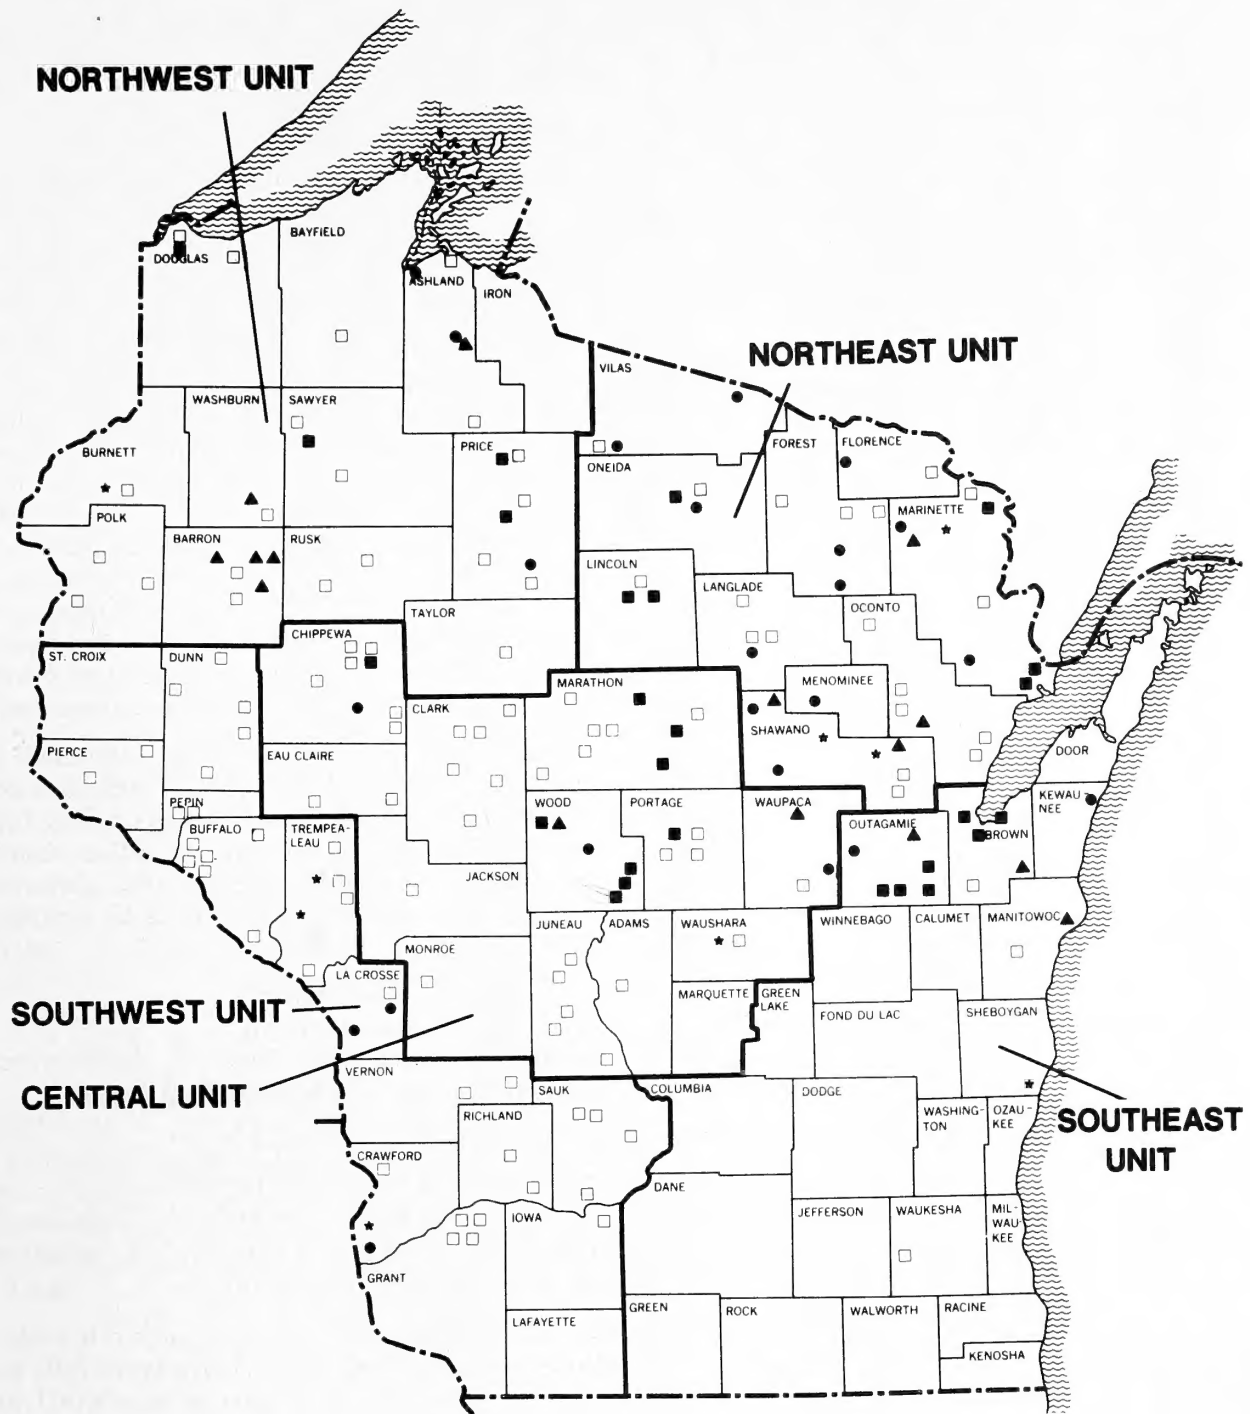 NORTHWEST UNIT
BAYFIELD
DOUGLAS
ASHLAND
IRON
NORTHEAST UNIT
VILAS
WASHBURN
SAWYER
BURNETT
PRICE
FOREST
FLORENCE
ONEIDA
POLK
MARINETTE
BARRON
RUSK
LINCOLN
LANGLADE
OCONTO
TAYLOR
CHIPPEWA
ST. CROIX
DUNN
MENOMINEE
MARATHON
CLARK
SHAWANO
PIERCE
EAU CLAIRE
DOOR
KEWAU-
NEE
PEPIN
WOOD
PORTAGE
WAUPACA
OUTAGAMIE
BUFFALO
TREMPEA-
LEAU
BROWN
JACKSON
JUNEAU
ADAMS
WAUSHARA
WINNEBAGO
CALUMET
MANITOWOC
MONROE
LA CROSSE
MARQUETTE
GREEN
LAKE
SOUTHWEST UNIT
FOND DU LAC
SHEBOYGAN
VERNON
CENTRAL UNIT
SAUK
COLUMBIA
DODGE
RICHLAND
WASHING-
TON
OZAU-
KEE
SOUTHEAST
UNIT
CRAWFORD
DANE
IOWA
JEFFERSON
WAUKESHA
MIL-
WAU-
KEE
GRANT
LAFAYETTE
GREEN
ROCK
WALWORTH
RACINE
KENOSHA